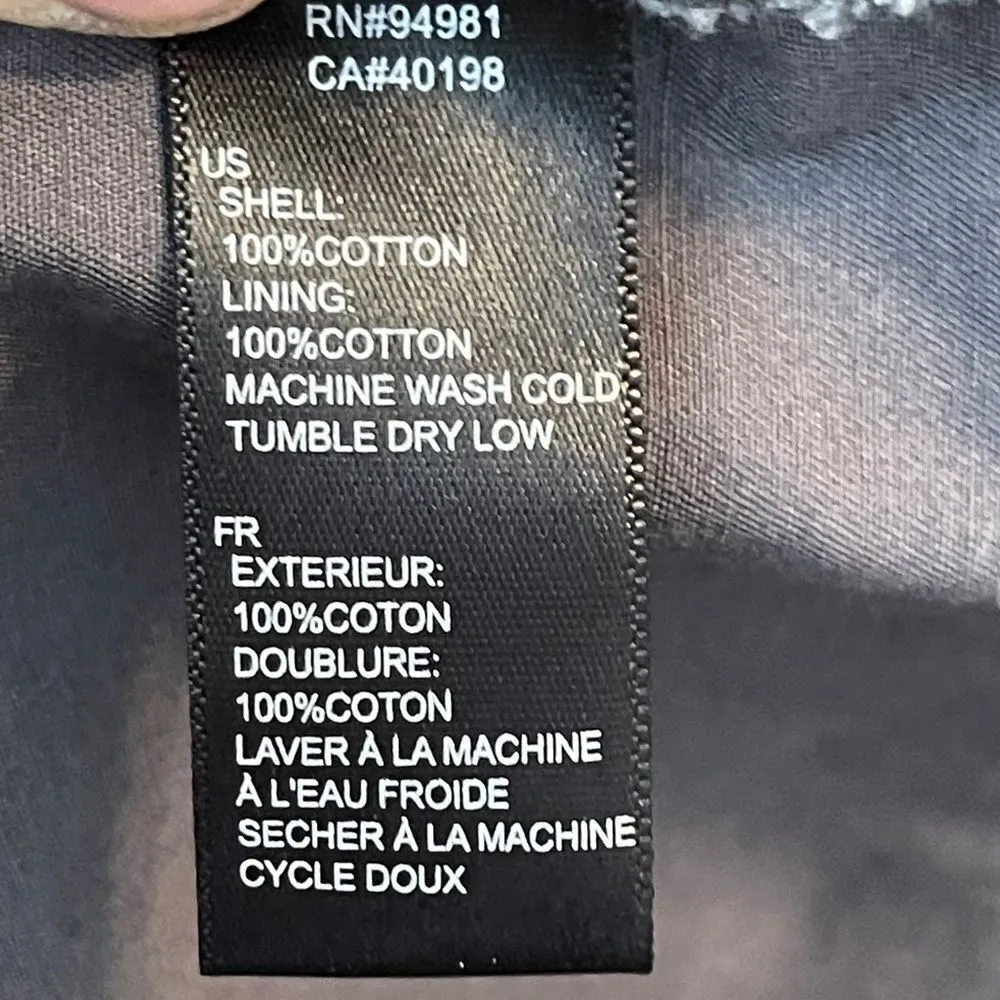 RN#94981
CA#40198
US
SHELL:
100%COTTON
LINING:
100%COTTON
MACHINE WASH COLD
TUMBLE DRY LOW
FR
EXTERIEUR:
100%COTON
DOUBLURE:
100%COTON
LAVER À LA MACHINE
À L'EAU FROIDE
SECHER À LA MACHINE
CYCLE DOUX